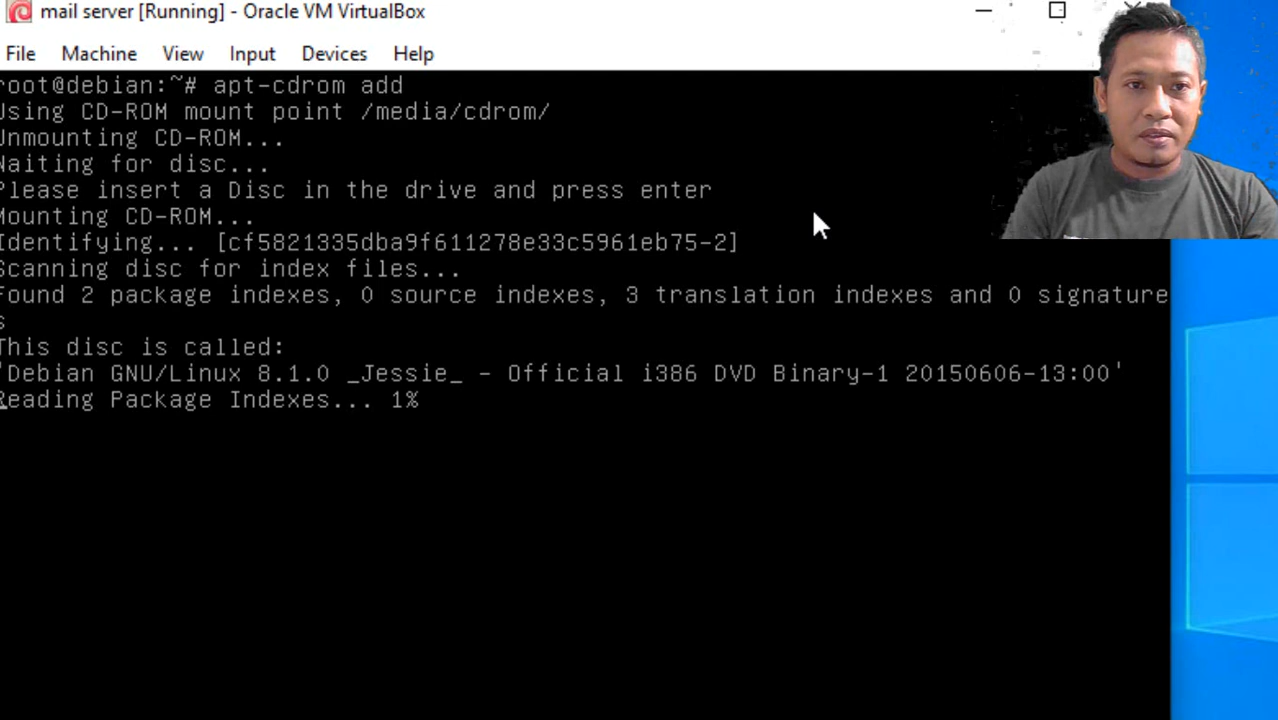 mail server [Running] - Oracle VM VirtualBox
File Machine View Input Devices Help
root@debian:~# apt-cdrom add
Using CD-ROM mount point /media/cdrom/
Unmounting CD-ROM...
Waiting for disc...
Please insert a Disc in the drive and press enter
Mounting CD-ROM...
Identifying... [cf5821335dba9f611278e33c5961eb75-2]
Scanning disc for index files...
Found 2 package indexes, 0 source indexes, 3 translation indexes and 0 signature
s
This disc is called:
'Debian GNU/Linux 8.1.0 _Jessie_ - Official i386 DVD Binary-1 20150606-13:00'
Reading Package Indexes... 1%